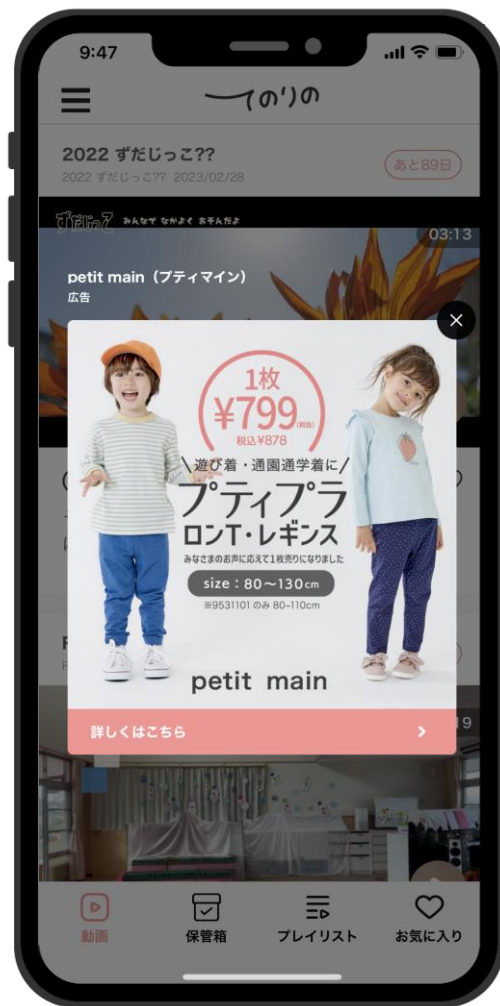 9:47
てのりの
2022 ずだじっこ??
2022 ずだじっこ?? 2023/02/28
あと89日
ずだじっこ みんなで なかよく あそんだよ
03:13
petit main（プティマイン）
広告
1枚
¥799(税抜)
税込¥878
\遊び着・通園通学着に/
プティプラ
ロンT・レギンス
みなさまのお声に応えて1枚売りになりました
size：80〜130cm
※9531101 のみ 80–110cm
petit main
詳しくはこちら
19
動画
保管箱
プレイリスト
お気に入り